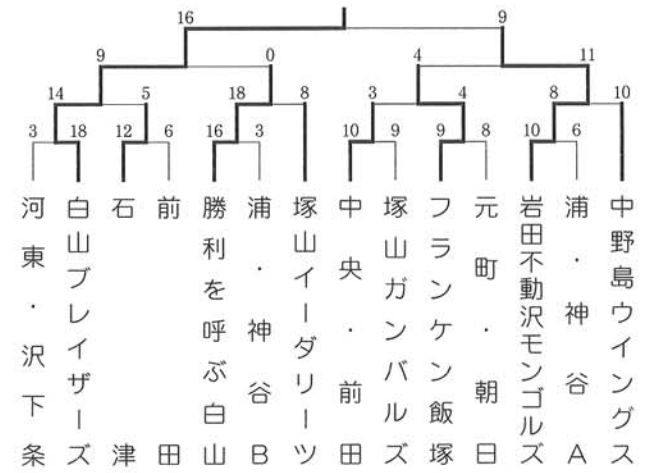 16 9
9 0 4 11
14 5 18 8 3 4 8 10
3 18 12 6 16 3 10 9 9 8 10 6
河東・沢下条
白山ブレイザーズ
石津
前田
勝利を呼ぶ白山
浦・神谷B
塚山イーダリーツ
中央・前田
塚山ガンバルズ
フランケン飯塚
元町・朝日
岩田不動沢モンゴルズ
浦・神谷A
中野島ウイングス